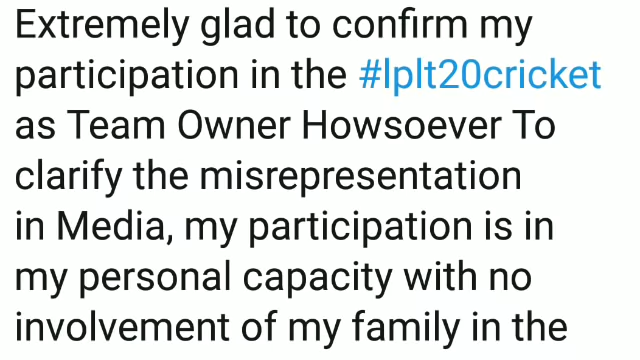 Extremely glad to confirm my
participation in the #lplt20cricket
as Team Owner Howsoever To
clarify the misrepresentation
in Media, my participation is in
my personal capacity with no
involvement of my family in the